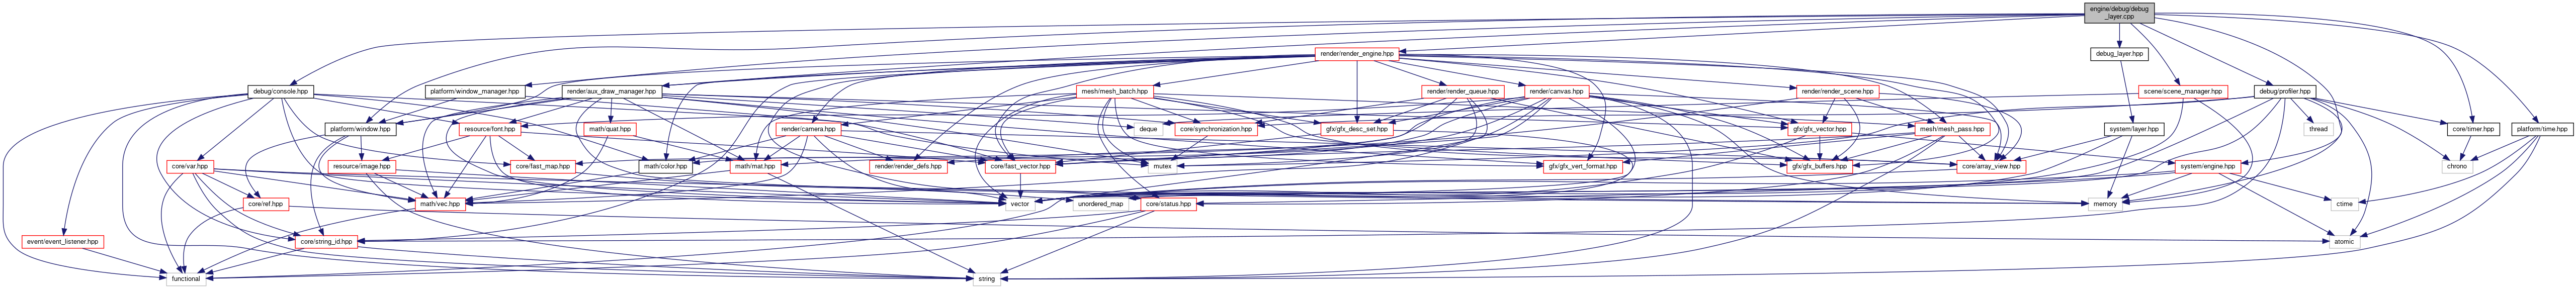 engine/debug/debug
_layer.cpp
render/render_engine.hpp
debug_layer.hpp
debug/console.hpp
platform/window_manager.hpp
render/aux_draw_manager.hpp
mesh/mesh_batch.hpp
render/render_queue.hpp
render/canvas.hpp
render/render_scene.hpp
scene/scene_manager.hpp
debug/profiler.hpp
platform/window.hpp
resource/font.hpp
math/quat.hpp
render/camera.hpp
deque
core/synchronization.hpp
gfx/gfx_desc_set.hpp
gfx/gfx_vector.hpp
mesh/mesh_pass.hpp
system/layer.hpp
thread
core/timer.hpp
platform/time.hpp
core/var.hpp
resource/image.hpp
core/fast_map.hpp
math/color.hpp
math/mat.hpp
render/render_defs.hpp
core/fast_vector.hpp
mutex
gfx/gfx_vert_format.hpp
gfx/gfx_buffers.hpp
core/array_view.hpp
system/engine.hpp
chrono
core/ref.hpp
math/vec.hpp
vector
unordered_map
core/status.hpp
memory
ctime
event/event_listener.hpp
core/string_id.hpp
atomic
functional
string